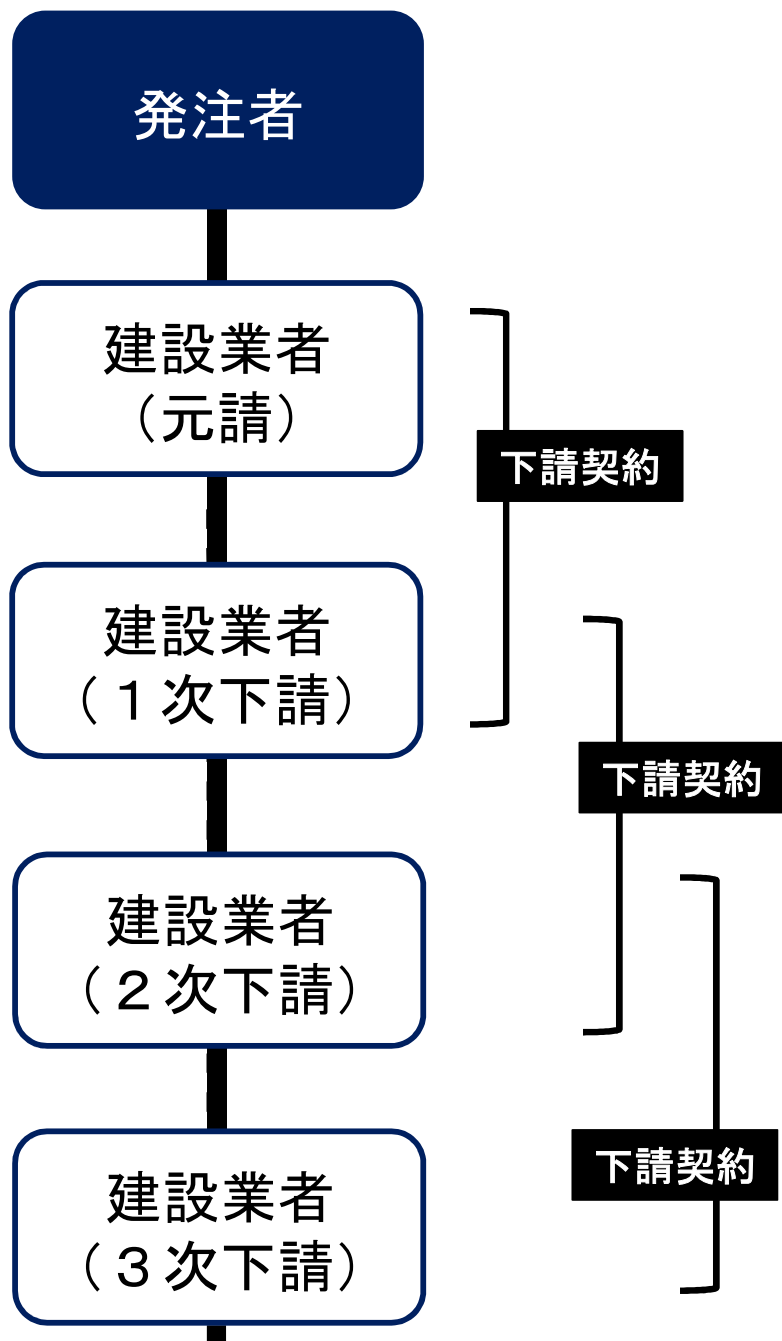 発注者
建設業者
（元請）
下請契約
建設業者
（１次下請）
下請契約
建設業者
（２次下請）
下請契約
建設業者
（３次下請）